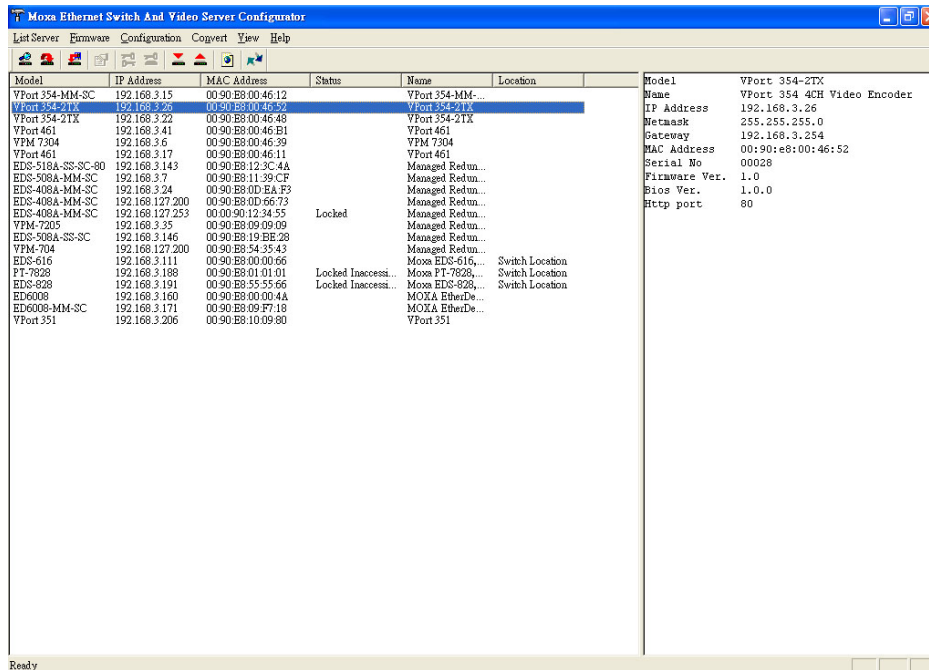 Moxa Ethernet Switch And Video Server Configurator
List Server Firmware Configuration Convert View Help
Model IP Address MAC Address Status Name Location
VPort 354-MM-SC 192.168.3.15 00:90:E8:00:46:12 VPort 354-MM-...
VPort 354-2TX 192.168.3.26 00:90:E8:00:46:52 VPort 354-2TX
VPort 354-2TX 192.168.3.22 00:90:E8:00:46:48 VPort 354-2TX
VPort 461 192.168.3.41 00:90:E8:00:46:B1 VPort 461
VPM 7304 192.168.3.6 00:90:E8:00:46:39 VPM 7304
VPort 461 192.168.3.17 00:90:E8:00:46:11 VPort 461
EDS-518A-SS-SC-80 192.168.3.143 00:90:E8:12:3C:4A Managed Redun...
EDS-508A-MM-SC 192.168.3.7 00:90:E8:11:39:CF Managed Redun...
EDS-408A-MM-SC 192.168.3.24 00:90:E8:0D:EA:F3 Managed Redun...
EDS-408A-MM-SC 192.168.127.200 00:90:E8:0D:66:73 Managed Redun...
EDS-408A-MM-SC 192.168.127.253 00:00:90:12:34:55 Locked Managed Redun...
VPM-7205 192.168.3.35 00:90:E8:09:09:09 Managed Redun...
EDS-508A-SS-SC 192.168.3.146 00:90:E8:19:BE:28 Managed Redun...
VPM-704 192.168.127.200 00:90:E8:54:35:43 Managed Redun...
EDS-616 192.168.3.111 00:90:E8:00:00:66 Moxa EDS-616,... Switch Location
PT-7828 192.168.3.188 00:90:E8:01:01:01 Locked Inaccessi... Moxa PT-7828,... Switch Location
EDS-828 192.168.3.191 00:90:E8:55:55:66 Locked Inaccessi... Moxa EDS-828,... Switch Location
ED6008 192.168.3.160 00:90:E8:00:00:4A MOXA EtherDe...
ED6008-MM-SC 192.168.3.171 00:90:E8:09:F7:18 MOXA EtherDe...
VPort 351 192.168.3.206 00:90:E8:10:09:80 VPort 351
Model VPort 354-2TX
Name VPort 354 4CH Video Encoder
IP Address 192.168.3.26
Netmask 255.255.255.0
Gateway 192.168.3.254
MAC Address 00:90:e8:00:46:52
Serial No 00028
Firmware Ver. 1.0
Bios Ver. 1.0.0
Http port 80
Ready